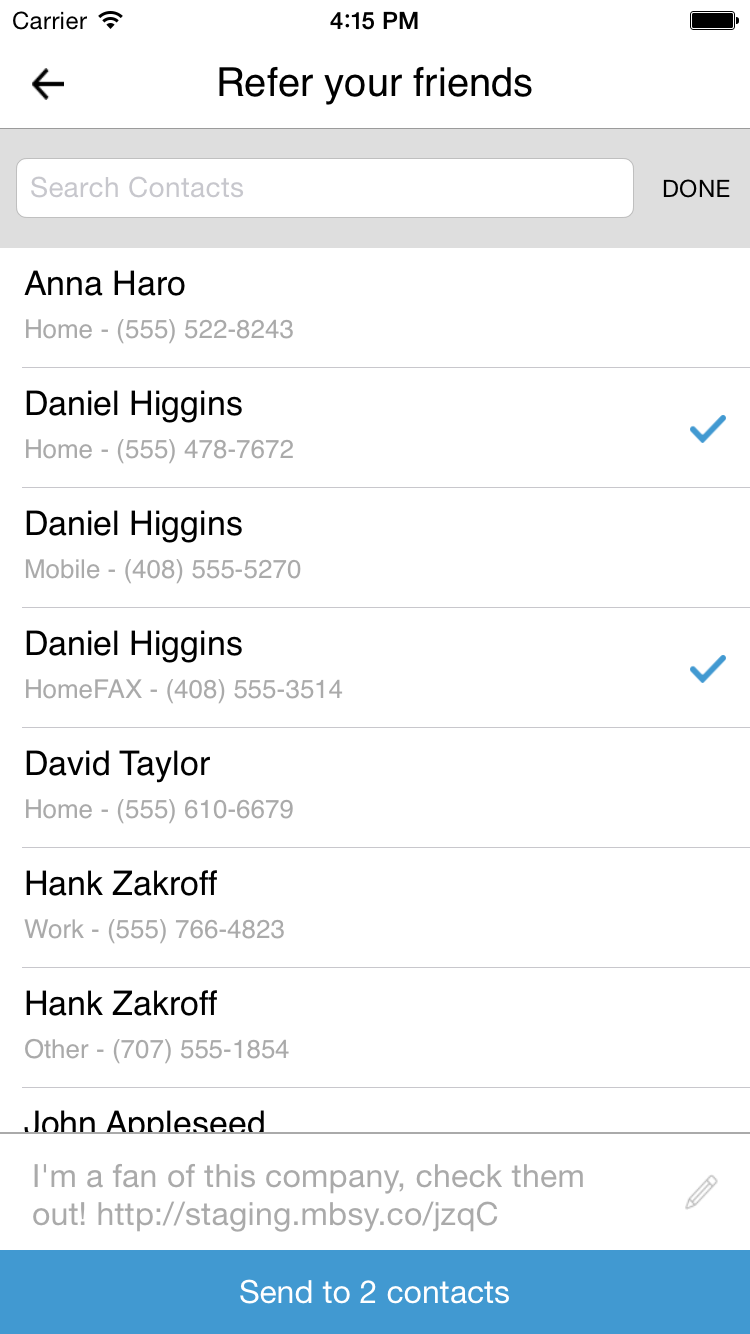 Carrier 4:15 PM
Refer your friends
Search Contacts DONE
Anna Haro
Home - (555) 522-8243
Daniel Higgins
Home - (555) 478-7672
Daniel Higgins
Mobile - (408) 555-5270
Daniel Higgins
HomeFAX - (408) 555-3514
David Taylor
Home - (555) 610-6679
Hank Zakroff
Work - (555) 766-4823
Hank Zakroff
Other - (707) 555-1854
John Appleseed
I'm a fan of this company, check them
out! http://staging.mbsy.co/jzqC
Send to 2 contacts